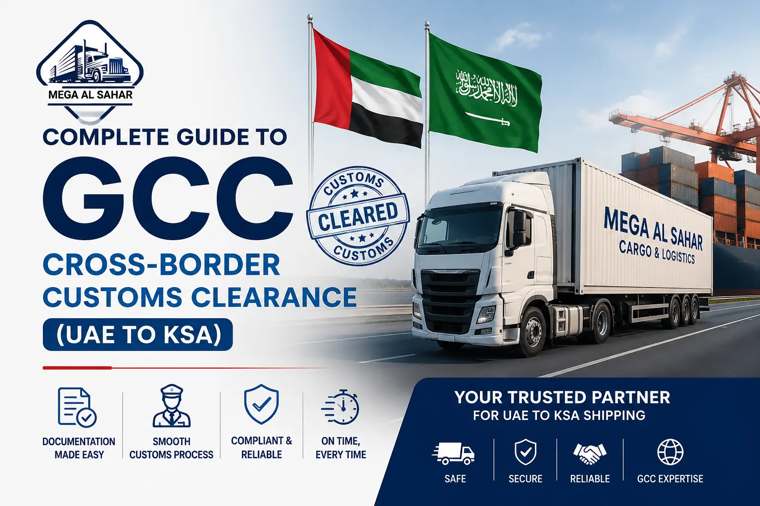 MEGA AL SAHAR
COMPLETE GUIDE TO
GCC
CROSS-BORDER
CUSTOMS CLEARANCE
(UAE TO KSA)
CUSTOMS
CLEARED
CUSTOMS
MEGA AL SAHAR
CARGO & LOGISTICS
DOCUMENTATION
MADE EASY
SMOOTH
CUSTOMS PROCESS
COMPLIANT &
RELIABLE
ON TIME,
EVERY TIME
YOUR TRUSTED PARTNER
FOR UAE TO KSA SHIPPING
SAFE
SECURE
RELIABLE
GCC EXPERTISE